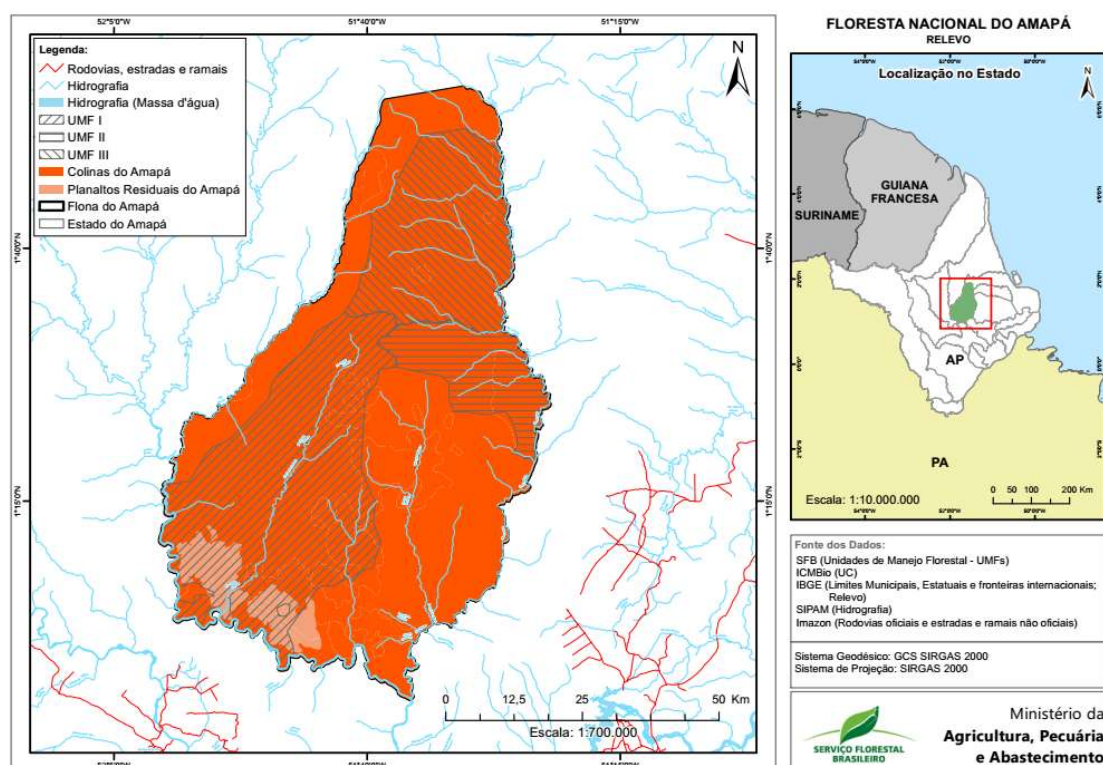 52°5'0"W
51°40'0"W
51°15'0"W
Legenda:
Rodovias, estradas e ramais
Hidrografia
Hidrografia (Massa d'água)
UMF I
UMF II
UMF III
Colinas do Amapá
Planaltos Residuais do Amapá
Flona do Amapá
Estado do Amapá
N
1°40'0"N
1°40'0"N
1°15'0"N
1°15'0"N
0 12,5 25 50 Km
Escala: 1:700.000
FLORESTA NACIONAL DO AMAPÁ
RELEVO
Localização no Estado
N
GUIANA
FRANCESA
SURINAME
AP
PA
Escala: 1:10.000.000
0 50 100 200 Km
Fonte dos Dados:
SFB (Unidades de Manejo Florestal - UMFs)
ICMBio (UC)
IBGE (Limites Municipais, Estatuais e fronteiras internacionais;
Relevo)
SIPAM (Hidrografia)
Imazon (Rodovias oficiais e estradas e ramais não oficiais)
Sistema Geodésico: GCS SIRGAS 2000
Sistema de Projeção: SIRGAS 2000
SERVIÇO FLORESTAL
BRASILEIRO
Ministério da
Agricultura, Pecuária
e Abastecimento